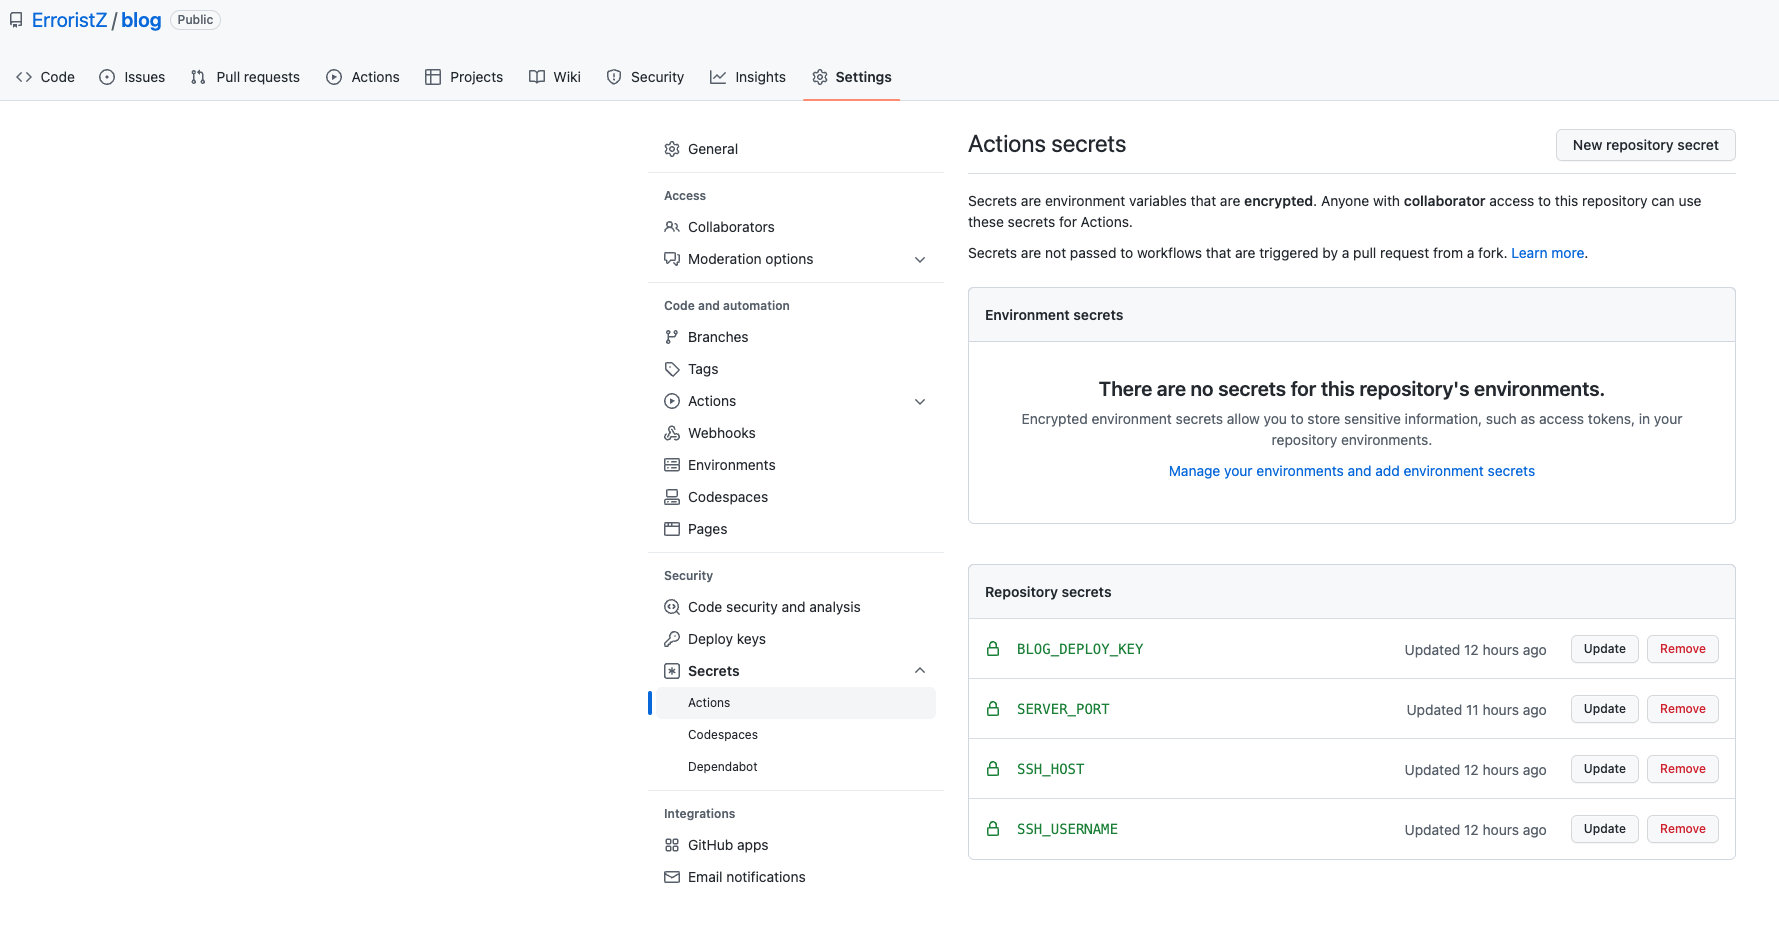 ErroristZ / blog Public
Code Issues Pull requests Actions Projects Wiki Security Insights Settings
General
Access
Collaborators
Moderation options
Code and automation
Branches
Tags
Actions
Webhooks
Environments
Codespaces
Pages
Security
Code security and analysis
Deploy keys
Secrets
Actions
Codespaces
Dependabot
Integrations
GitHub apps
Email notifications
Actions secrets
New repository secret
Secrets are environment variables that are encrypted. Anyone with collaborator access to this repository can use
these secrets for Actions.
Secrets are not passed to workflows that are triggered by a pull request from a fork. Learn more.
Environment secrets
There are no secrets for this repository's environments.
Encrypted environment secrets allow you to store sensitive information, such as access tokens, in your
repository environments.
Manage your environments and add environment secrets
Repository secrets
BLOG_DEPLOY_KEY Updated 12 hours ago Update Remove
SERVER_PORT Updated 11 hours ago Update Remove
SSH_HOST Updated 12 hours ago Update Remove
SSH_USERNAME Updated 12 hours ago Update Remove